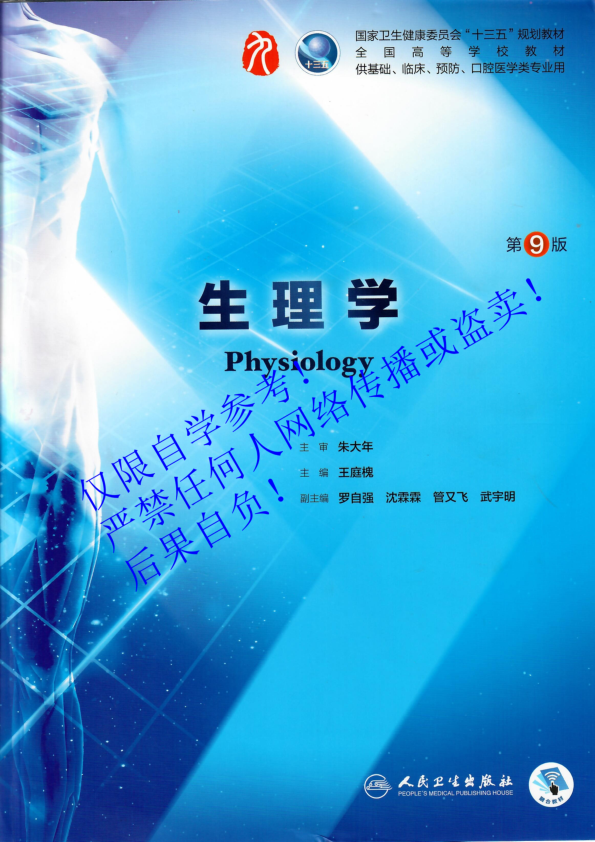 国家卫生健康委员会“十三五”规划教材
全国高等学校教材
供基础、临床、预防、口腔医学类专业用
十三五
第9版
生理学
Physiology
仅限自学参考！
严禁任何人网络传播或盗卖！
后果自负！
主审 朱大年
主编 王庭槐
副主编 罗自强 沈霖霖 管又飞 武宇明
人民卫生出版社
PEOPLE'S MEDICAL PUBLISHING HOUSE
融合教材